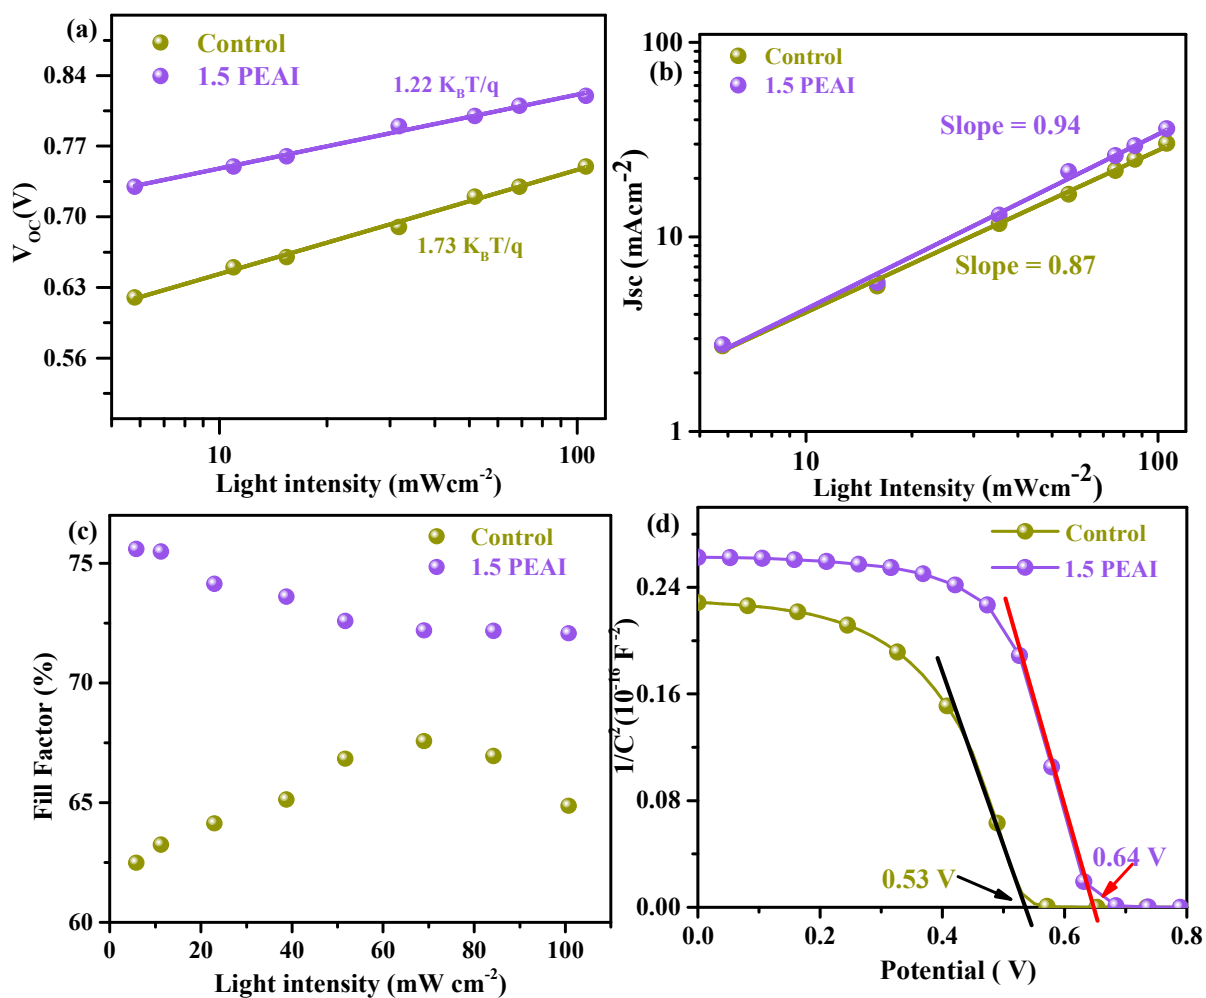 (a)
Control
1.5 PEAI
1.22 K_BT/q
1.73 K_BT/q
0.84
0.77
0.70
0.63
0.56
V_OC(V)
10
100
Light intensity (mWcm^-2)
(b)
Control
1.5 PEAI
Slope = 0.94
Slope = 0.87
100
10
1
Jsc (mAcm^-2)
10
100
Light Intensity (mWcm^-2)
(c)
Control
1.5 PEAI
75
70
65
60
Fill Factor (%)
0
20
40
60
80
100
Light intensity (mW cm^-2)
(d)
Control
1.5 PEAI
0.53 V
0.64 V
0.24
0.16
0.08
0.00
1/C^2(10^-16 F^-2)
0.0
0.2
0.4
0.6
0.8
Potential ( V)